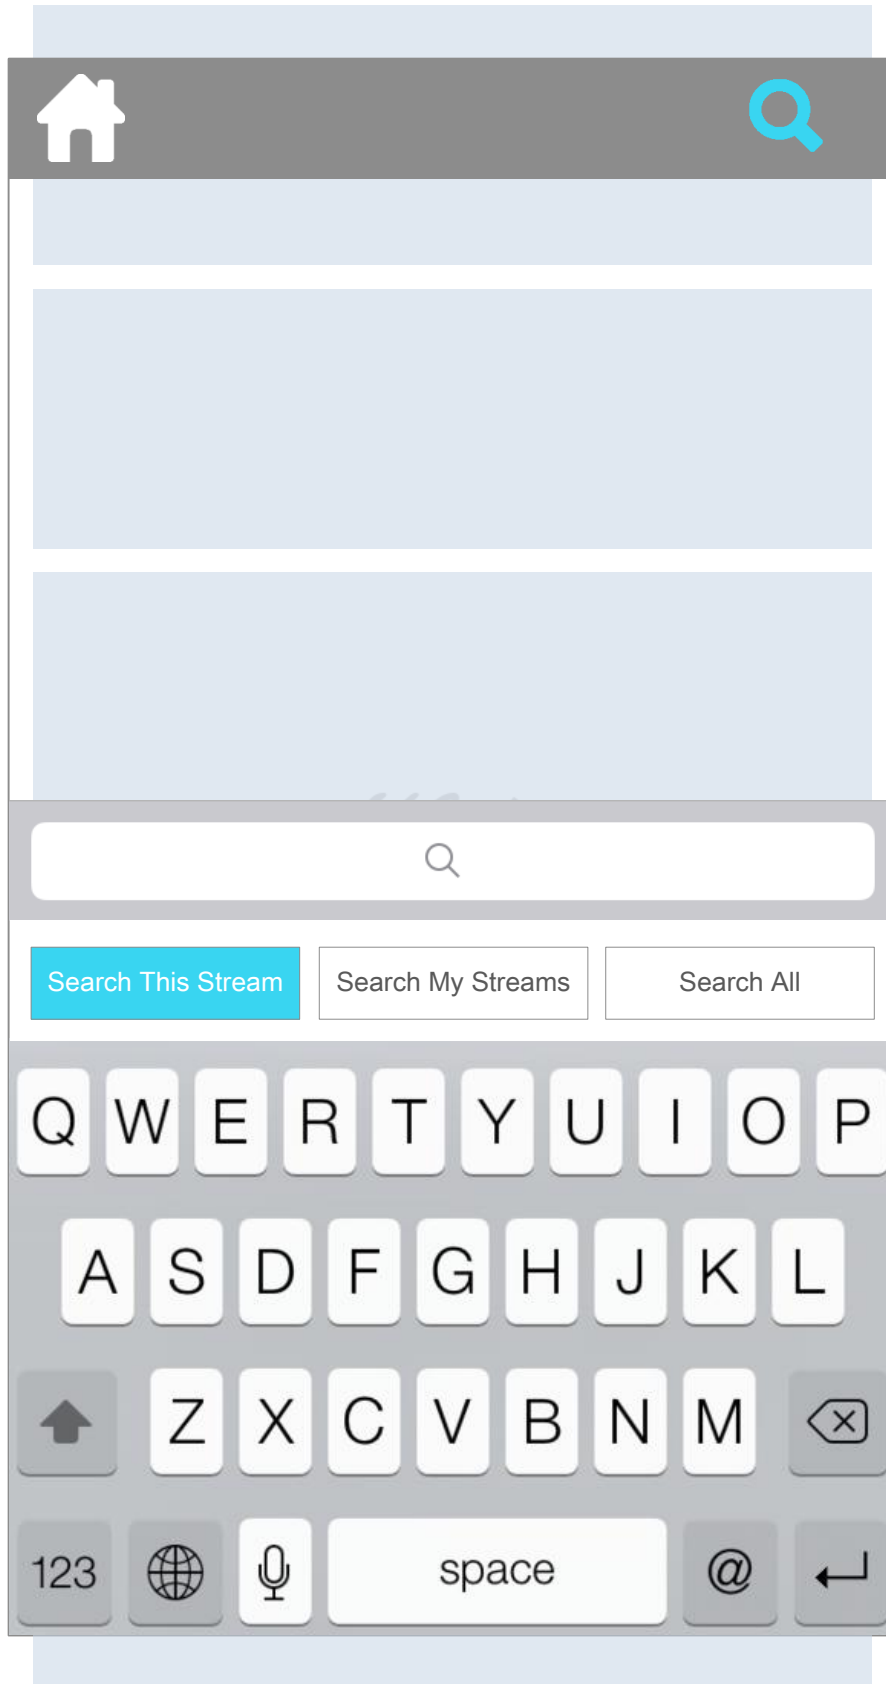 Search This Stream Search My Streams Search All
Q W E R T Y U I O P
A S D F G H J K L
Z X C V B N M
123 space @